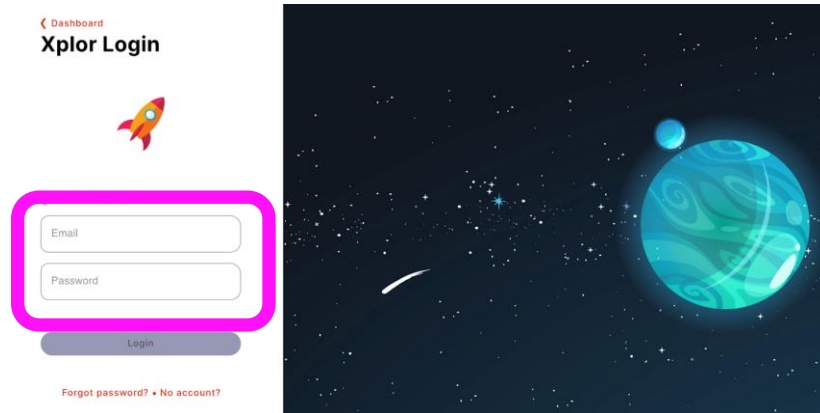 ❮ Dashboard
Xplor Login
Email
Password
Login
Forgot password? • No account?